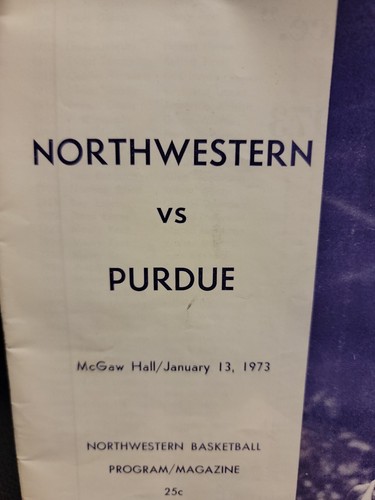 NORTHWESTERN
VS
PURDUE
McGaw Hall/January 13, 1973
NORTHWESTERN BASKETBALL
PROGRAM/MAGAZINE
25c